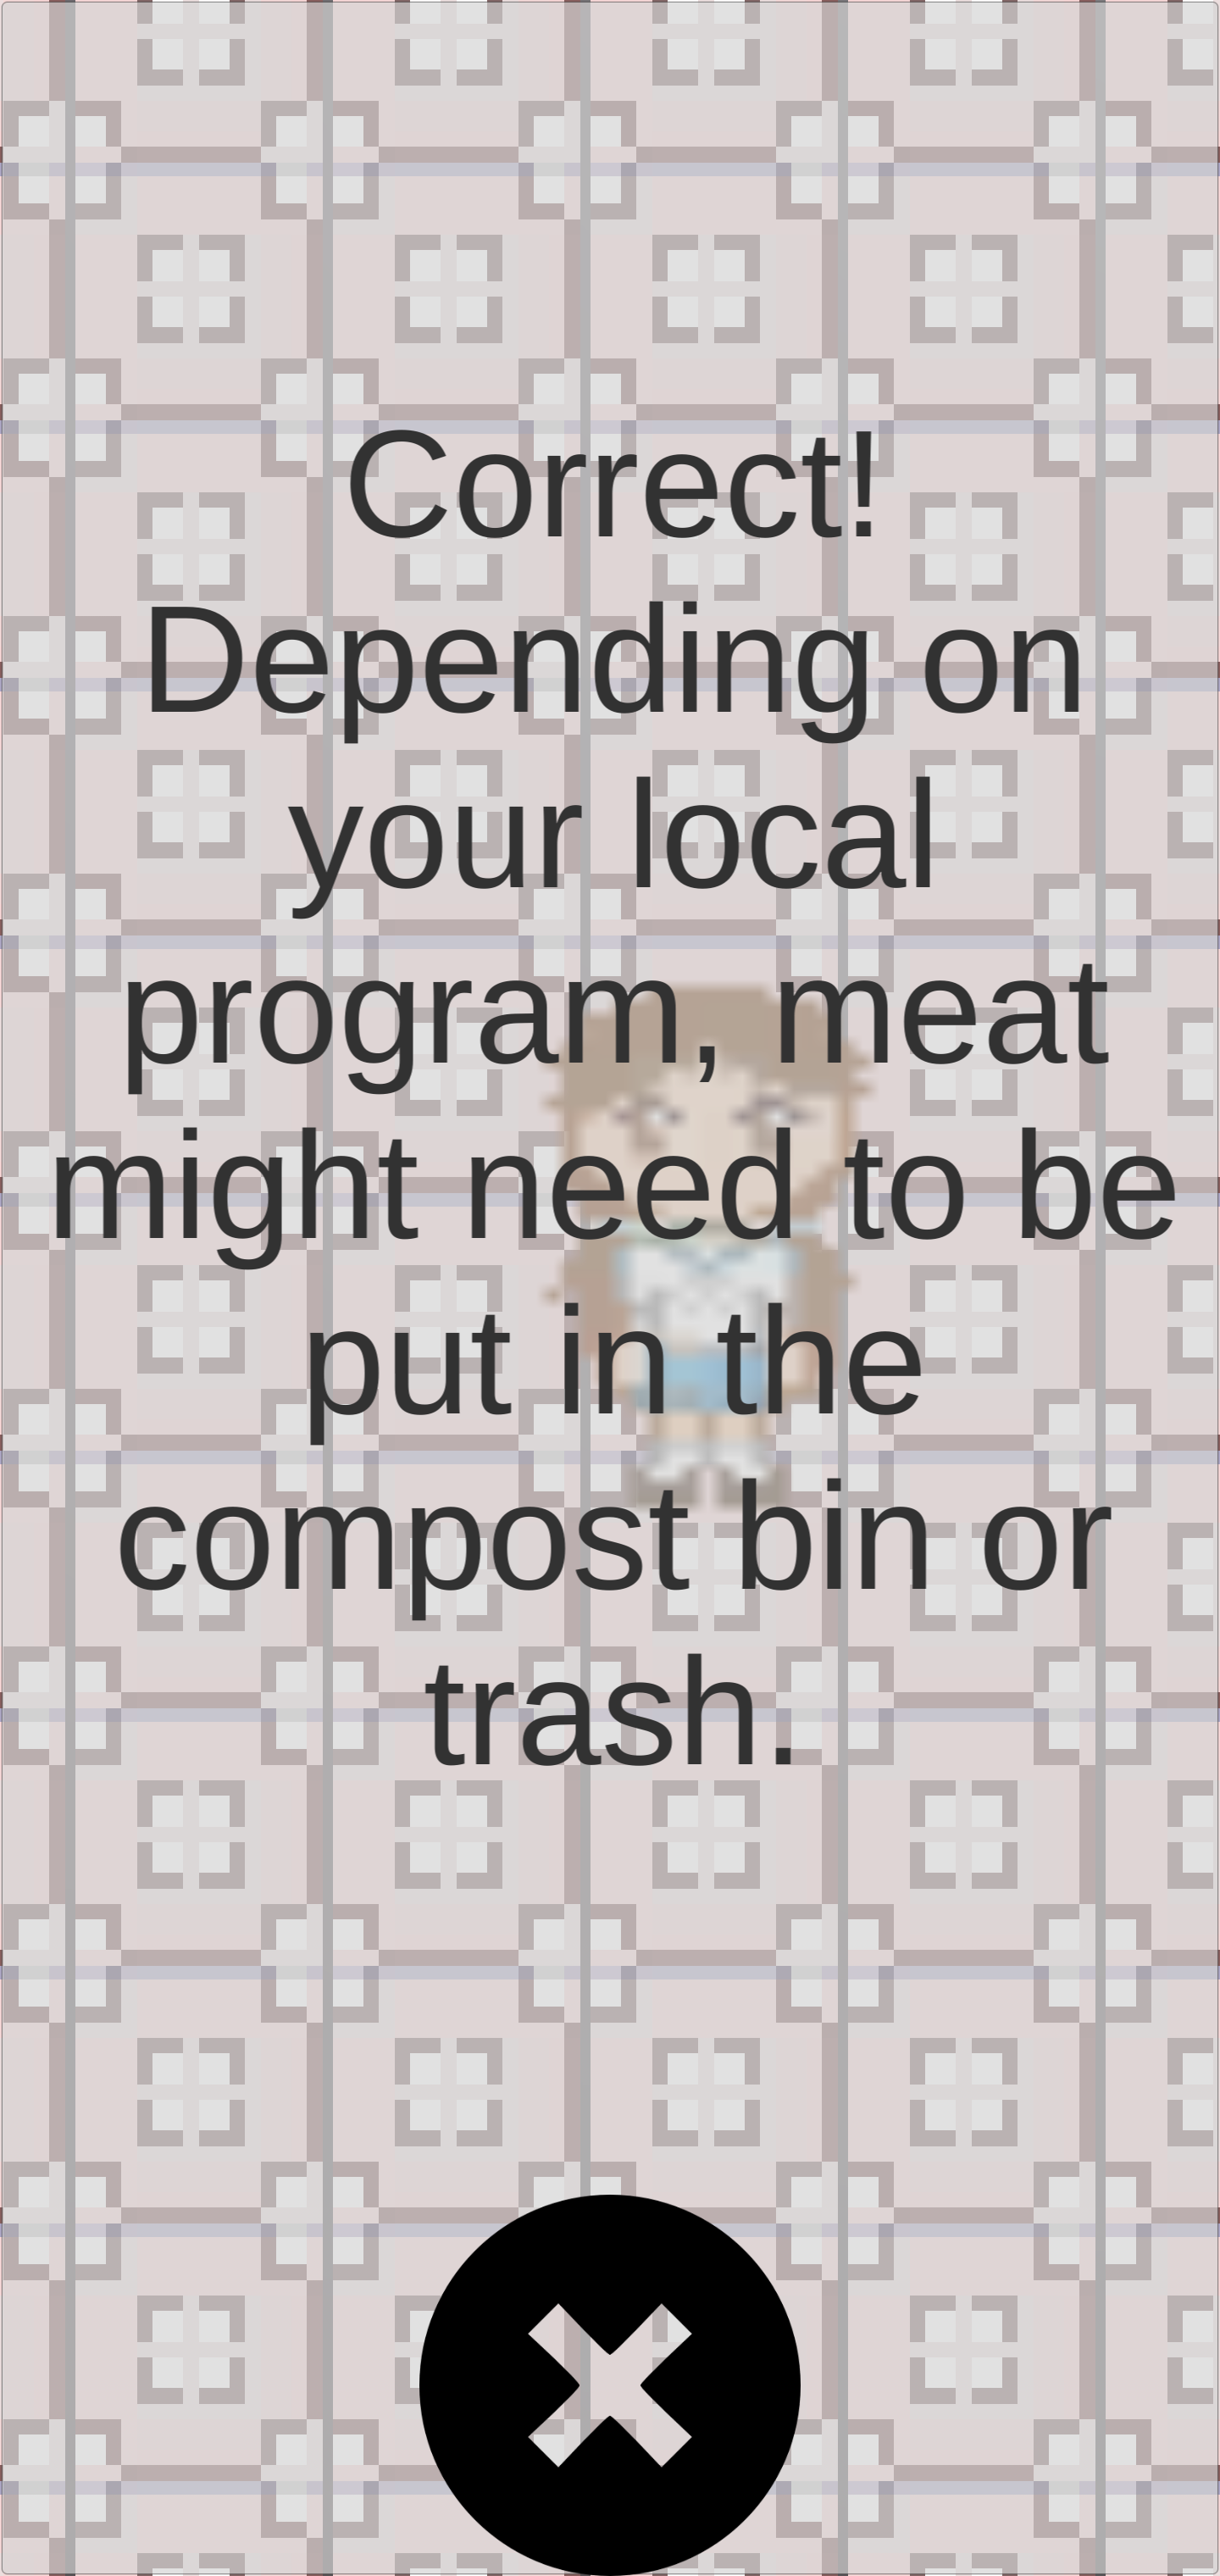 Correct!
Depending on
your local
program, meat
might need to be
put in the
compost bin or
trash.